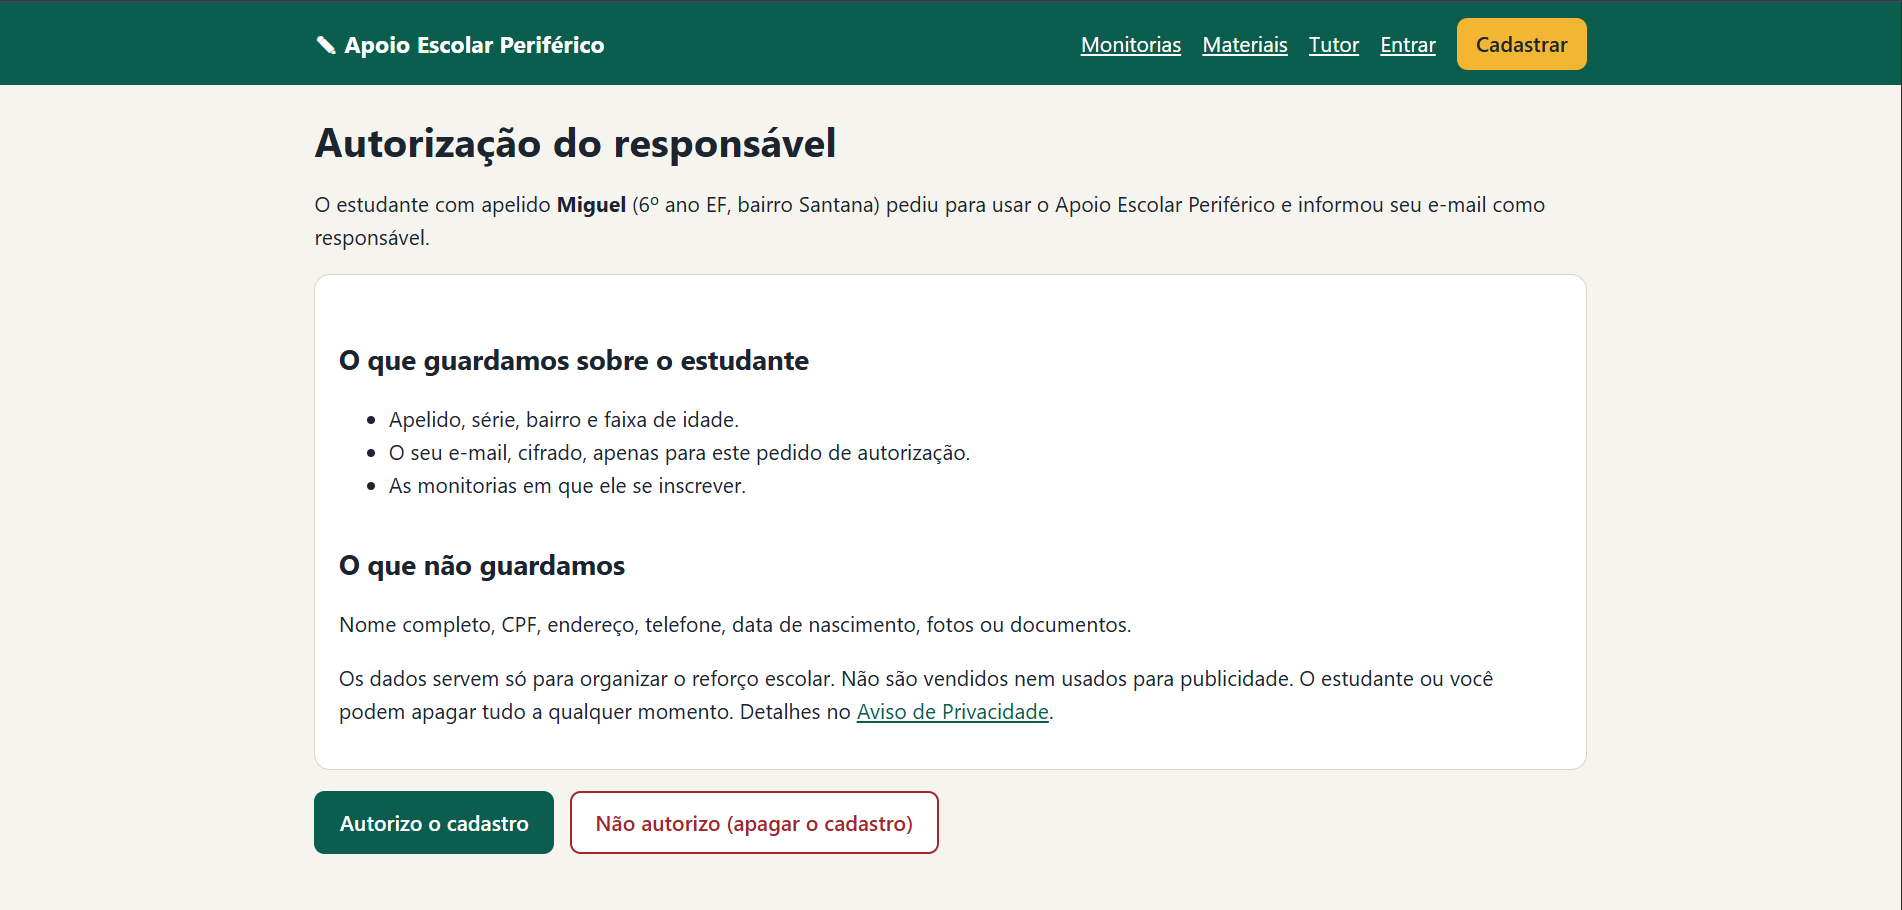 Apoio Escolar Periférico
Monitorias Materiais Tutor Entrar Cadastrar
Autorização do responsável
O estudante com apelido Miguel (6º ano EF, bairro Santana) pediu para usar o Apoio Escolar Periférico e informou seu e-mail como
responsável.
O que guardamos sobre o estudante
Apelido, série, bairro e faixa de idade.
O seu e-mail, cifrado, apenas para este pedido de autorização.
As monitorias em que ele se inscrever.
O que não guardamos
Nome completo, CPF, endereço, telefone, data de nascimento, fotos ou documentos.
Os dados servem só para organizar o reforço escolar. Não são vendidos nem usados para publicidade. O estudante ou você
podem apagar tudo a qualquer momento. Detalhes no Aviso de Privacidade.
Autorizo o cadastro
Não autorizo (apagar o cadastro)